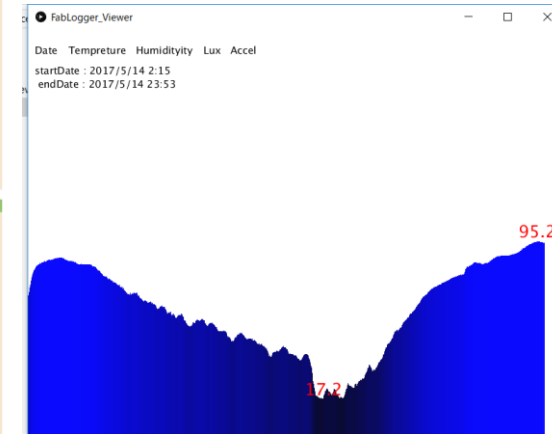 FabLogger_Viewer
Date Tempreture Humiditiyity Lux Accel
startDate : 2017/5/14 2:15
endDate : 2017/5/14 23:53
95.2
17.2